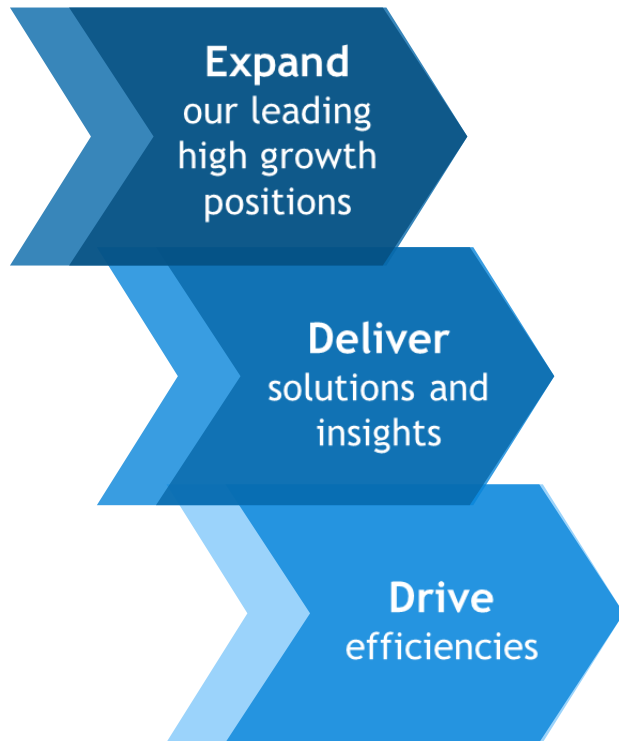 Expand
our leading
high growth
positions
Deliver
solutions and
insights
Drive
efficiencies